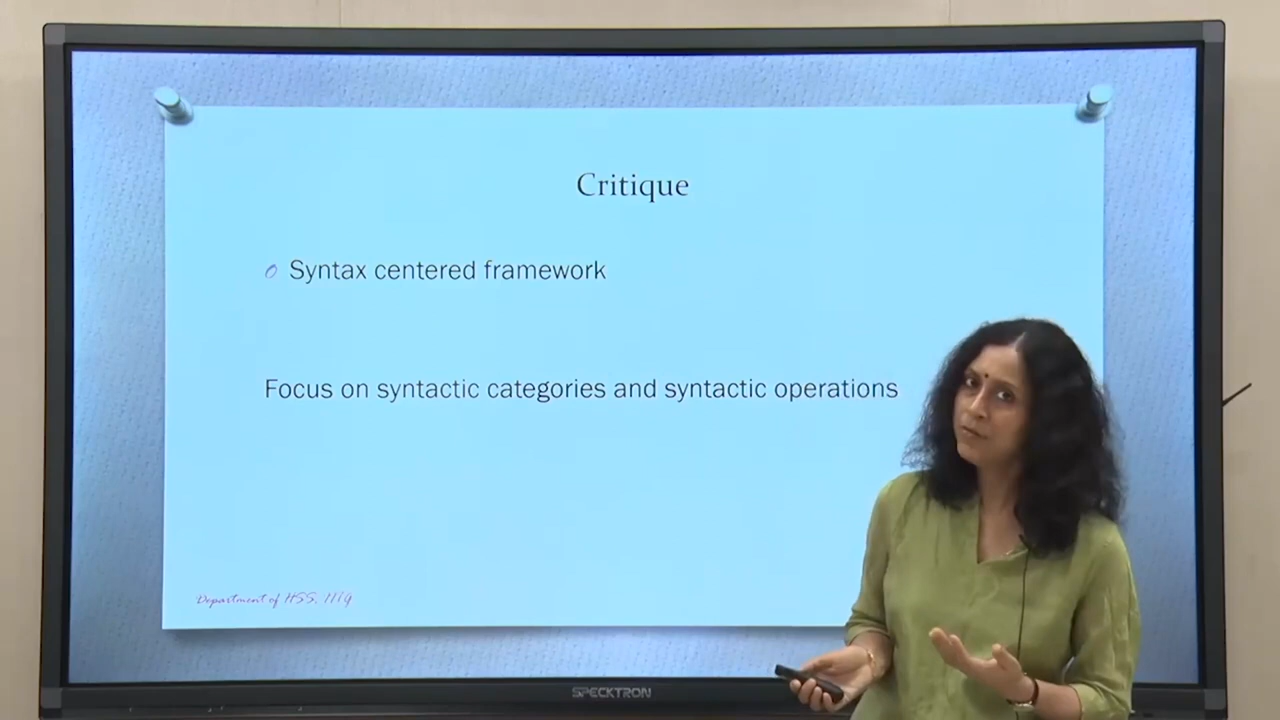 Critique
Syntax centered framework
Focus on syntactic categories and syntactic operations
Department of HSS, IITG
SPECKTRON